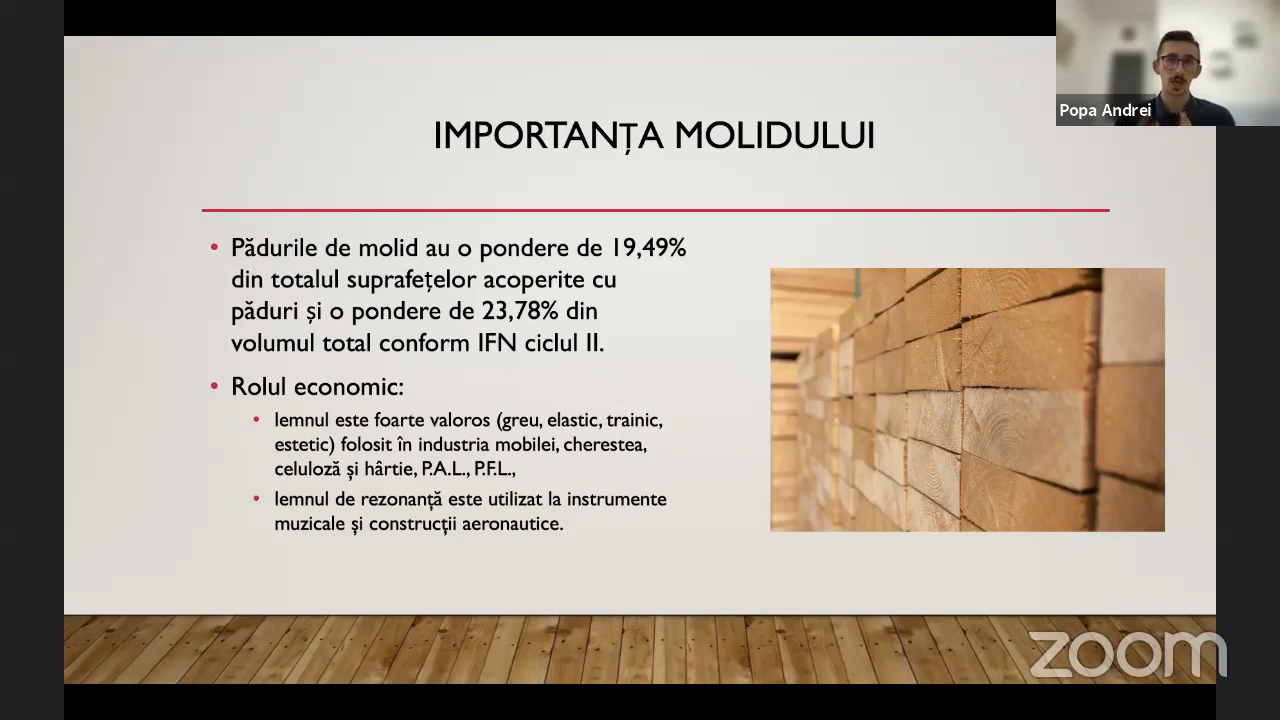 Popa Andrei
IMPORTANȚA MOLIDULUI
• Pădurile de molid au o pondere de 19,49%
din totalul suprafețelor acoperite cu
păduri și o pondere de 23,78% din
volumul total conform IFN ciclul II.
• Rolul economic:
• lemnul este foarte valoros (greu, elastic, trainic,
estetic) folosit în industria mobilei, cherestea,
celuloză și hârtie, P.A.L., P.F.L.,
• lemnul de rezonanță este utilizat la instrumente
muzicale și construcții aeronautice.
zoom